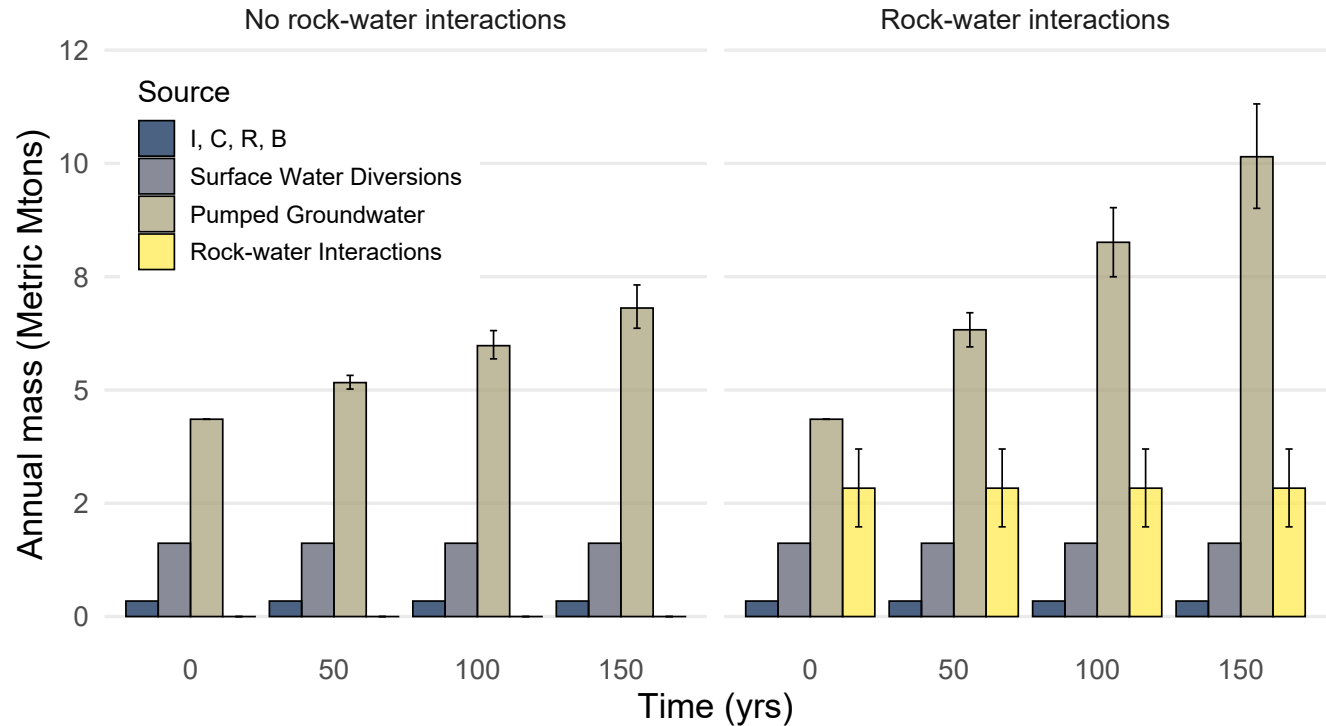 No rock-water interactions
Rock-water interactions
Annual mass (Metric Mtons)
12
10
8
5
2
0
Source
I, C, R, B
Surface Water Diversions
Pumped Groundwater
Rock-water Interactions
0 50 100 150
0 50 100 150
Time (yrs)